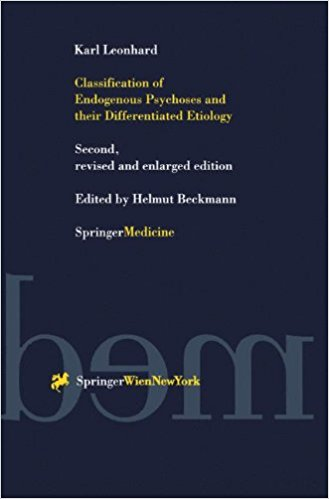 Karl Leonhard
Classification of
Endogenous Psychoses and
their Differentiated Etiology
Second,
revised and enlarged edition
Edited by Helmut Beckmann
SpringerMedicine
SpringerWienNewYork
med